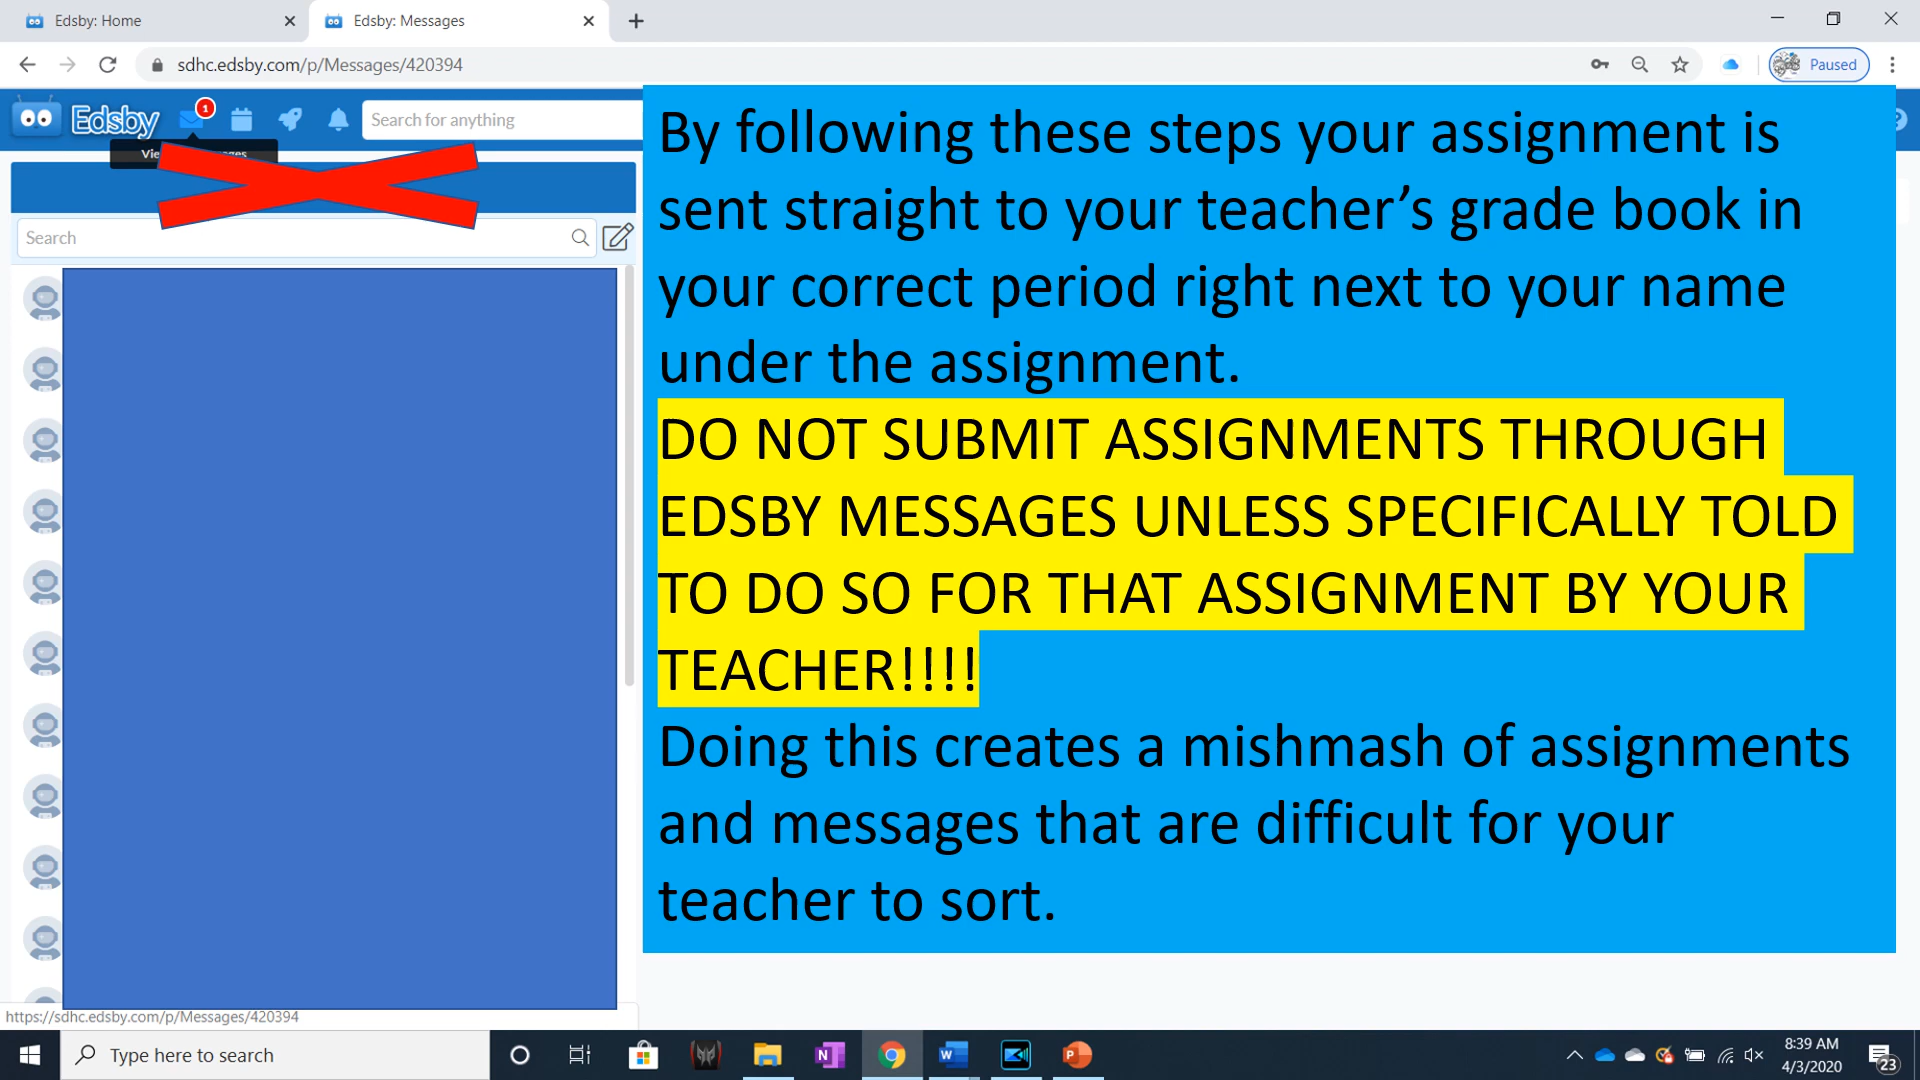 Edsby: Home
Edsby: Messages
sdhc.edsby.com/p/Messages/420394
Paused
Edsby
1
Search for anything
Search
By following these steps your assignment is
sent straight to your teacher’s grade book in
your correct period right next to your name
under the assignment.
DO NOT SUBMIT ASSIGNMENTS THROUGH
EDSBY MESSAGES UNLESS SPECIFICALLY TOLD
TO DO SO FOR THAT ASSIGNMENT BY YOUR
TEACHER!!!!
Doing this creates a mishmash of assignments
and messages that are difficult for your
teacher to sort.
https://sdhc.edsby.com/p/Messages/420394
Type here to search
8:39 AM
4/3/2020
23